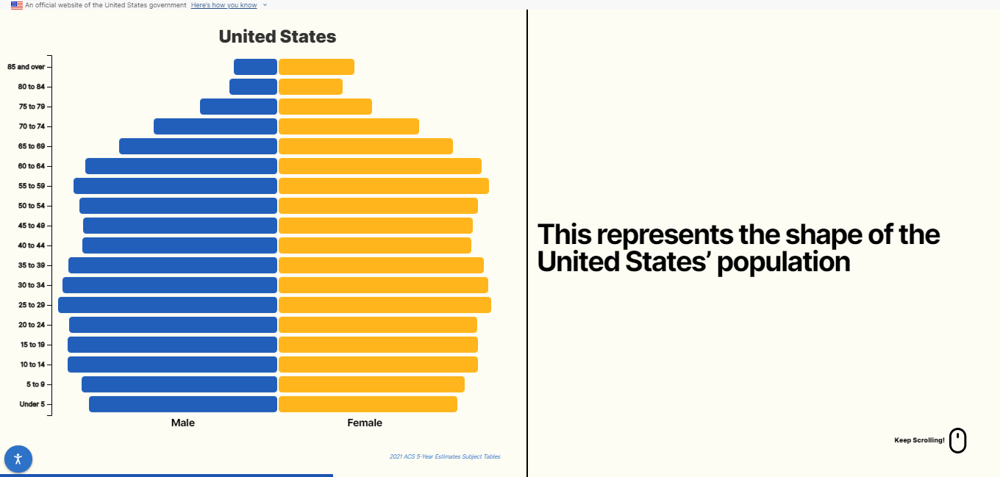 An official website of the United States government Here's how you know
United States
85 and over
80 to 84
75 to 79
70 to 74
65 to 69
60 to 64
55 to 59
50 to 54
45 to 49
40 to 44
35 to 39
30 to 34
25 to 29
20 to 24
15 to 19
10 to 14
5 to 9
Under 5
Male Female
2021 ACS 5-Year Estimates Subject Tables
This represents the shape of the
United States’ population
Keep Scrolling!